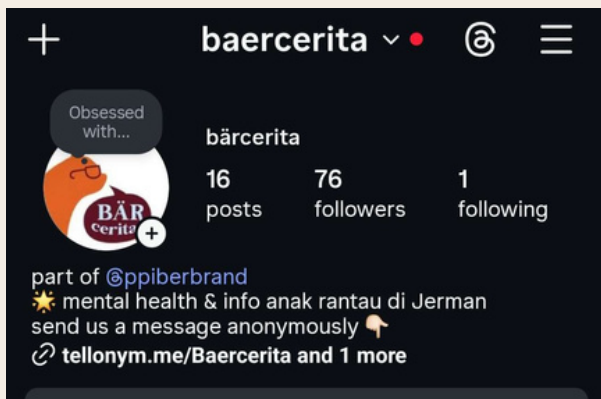 baercerita
Obsessed
with...
bärcerita
16 76 1
posts followers following
BÄR
cerita
part of @ppiberbrand
🌟 mental health & info anak rantau di Jerman
send us a message anonymously 👇🏻
tellonym.me/Baercerita and 1 more